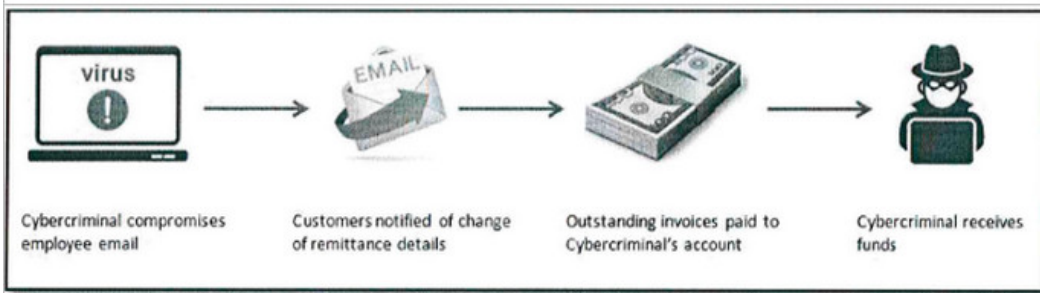 virus
EMAIL
Cybercriminal compromises
employee email
Customers notified of change
of remittance details
Outstanding invoices paid to
Cybercriminal's account
Cybercriminal receives
funds